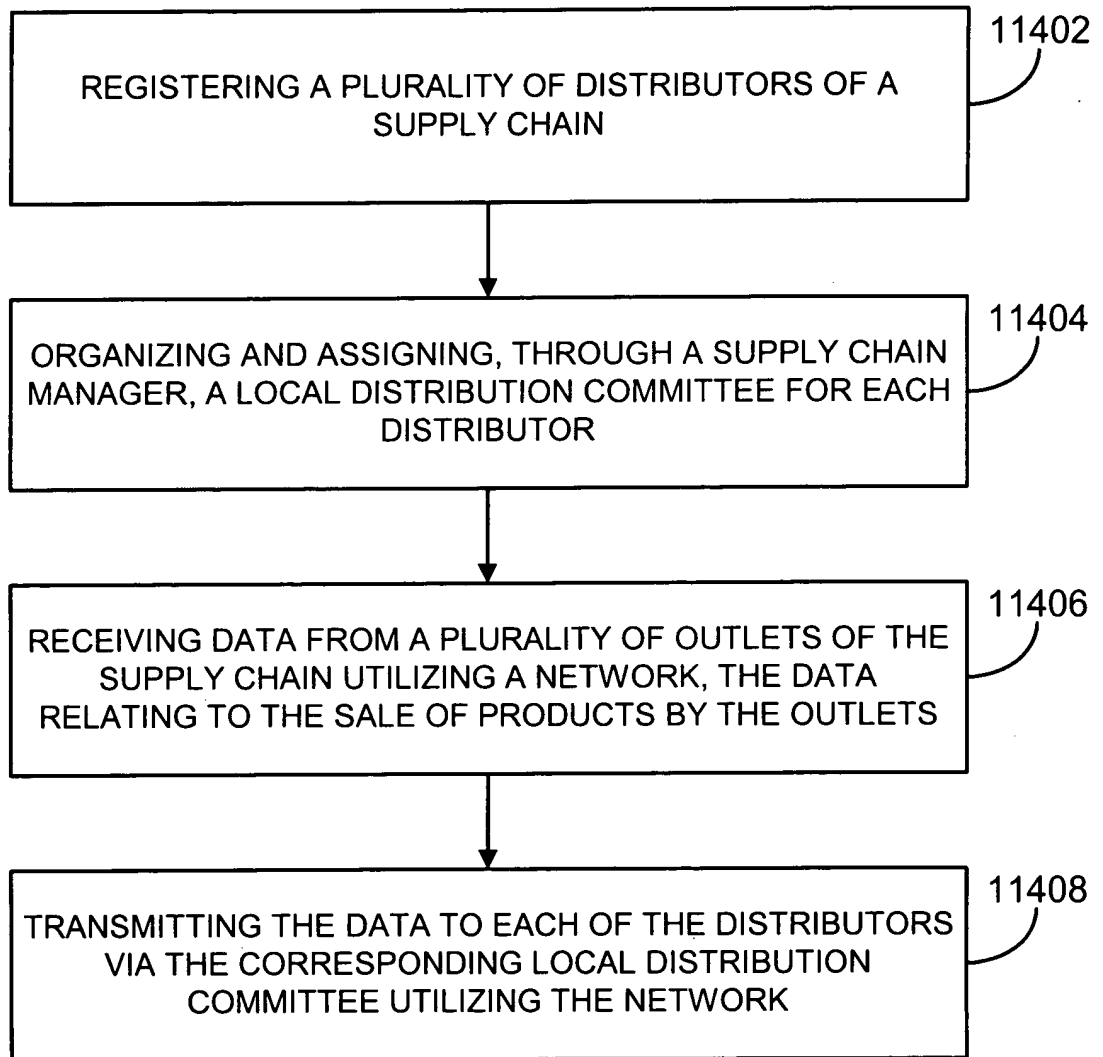 11402
REGISTERING A PLURALITY OF DISTRIBUTORS OF A
SUPPLY CHAIN
11404
ORGANIZING AND ASSIGNING, THROUGH A SUPPLY CHAIN
MANAGER, A LOCAL DISTRIBUTION COMMITTEE FOR EACH
DISTRIBUTOR
11406
RECEIVING DATA FROM A PLURALITY OF OUTLETS OF THE
SUPPLY CHAIN UTILIZING A NETWORK, THE DATA
RELATING TO THE SALE OF PRODUCTS BY THE OUTLETS
11408
TRANSMITTING THE DATA TO EACH OF THE DISTRIBUTORS
VIA THE CORRESPONDING LOCAL DISTRIBUTION
COMMITTEE UTILIZING THE NETWORK